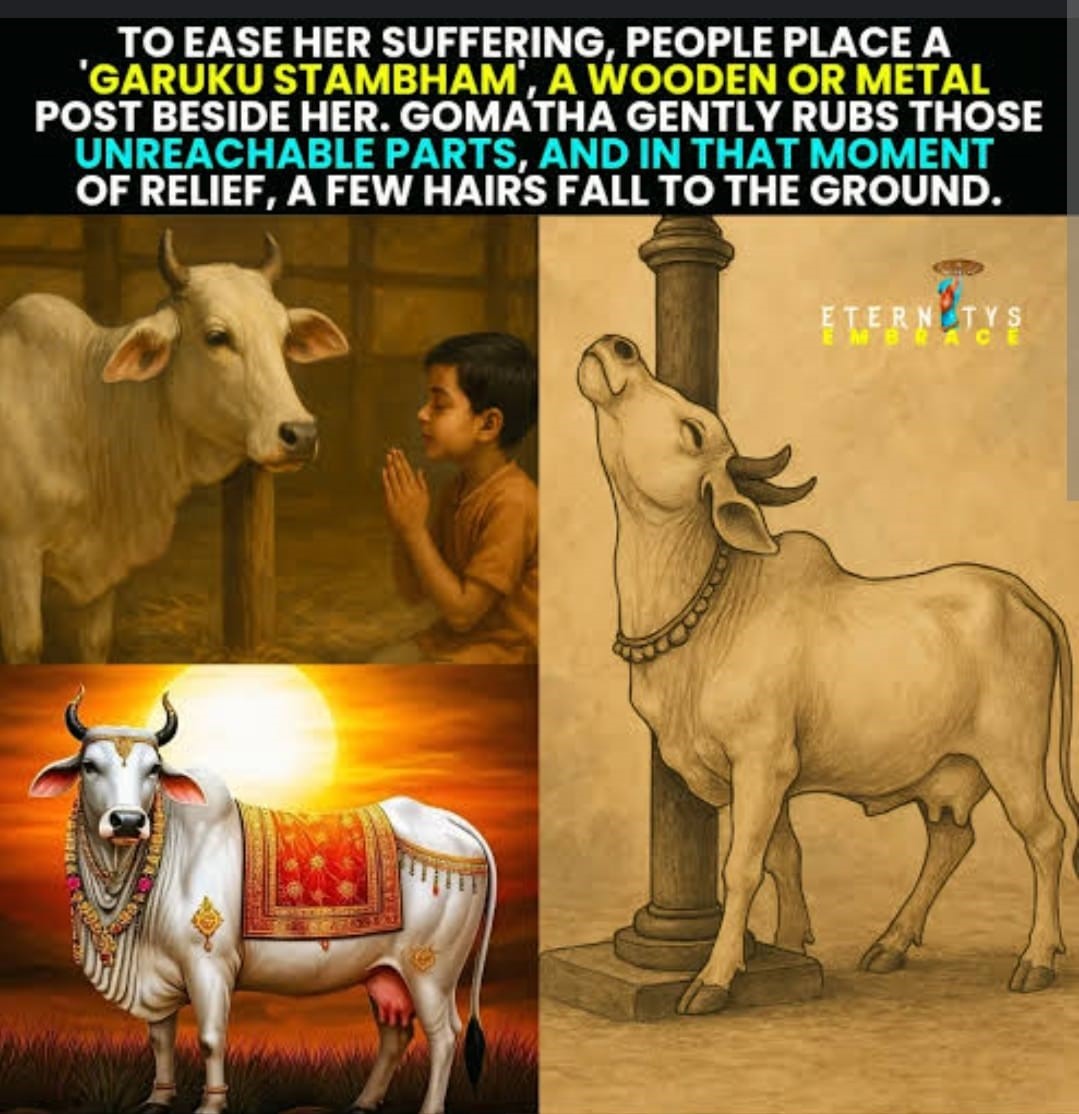 TO EASE HER SUFFERING, PEOPLE PLACE A
'GARUKU STAMBHAM', A WOODEN OR METAL
POST BESIDE HER. GOMATHA GENTLY RUBS THOSE
UNREACHABLE PARTS, AND IN THAT MOMENT
OF RELIEF, A FEW HAIRS FALL TO THE GROUND.
ETERNITYS
EMBRACE